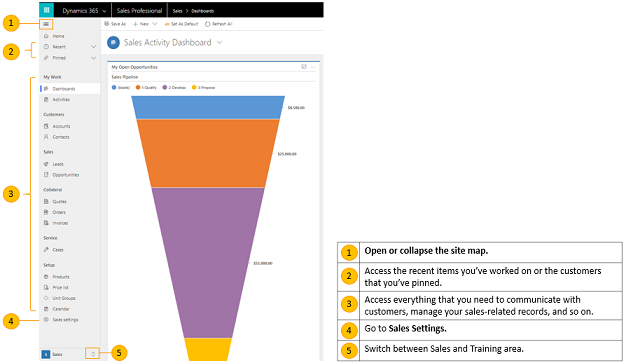 Dynamics 365 Sales Professional Sales > Dashboards
1
Save As + New Set As Default Refresh All
Home
2
Recent
Pinned
Sales Activity Dashboard
My Work
Dashboards
Activities
Customers
Accounts
Contacts
Sales
Leads
Opportunities
Collateral
3
Quotes
Orders
Invoices
Service
Cases
Setup
Products
Price list
Unit Groups
Calendar
4
Sales settings
S Sales
5
My Open Opportunities
Sales Pipeline
(blank) 1-Qualify 2-Develop 3-Propose
$25,000.00
$55,000.00
1 Open or collapse the site map.
2 Access the recent items you've worked on or the customers
that you've pinned.
3 Access everything that you need to communicate with
customers, manage your sales-related records, and so on.
4 Go to Sales Settings.
5 Switch between Sales and Training area.